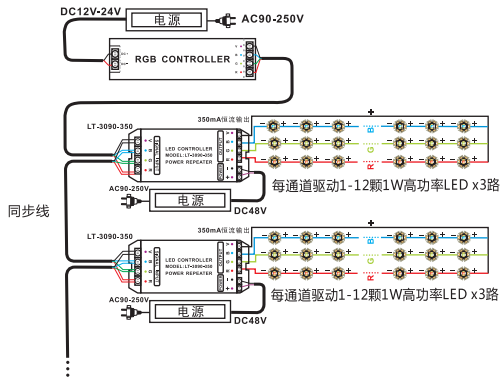 DC12V-24V
电源
AC90-250V
RGB CONTROLLER
350mA恒流输出
LT-3090-350
LED CONTROLLER
MODEL:LT-3090-350
POWER REPEATER
B
G
R
每通道驱动1-12颗1W高功率LED x3路
AC90-250V
电源
DC48V
同步线
350mA恒流输出
LT-3090-350
LED CONTROLLER
MODEL:LT-3090-350
POWER REPEATER
B
G
R
每通道驱动1-12颗1W高功率LED x3路
AC90-250V
电源
DC48V